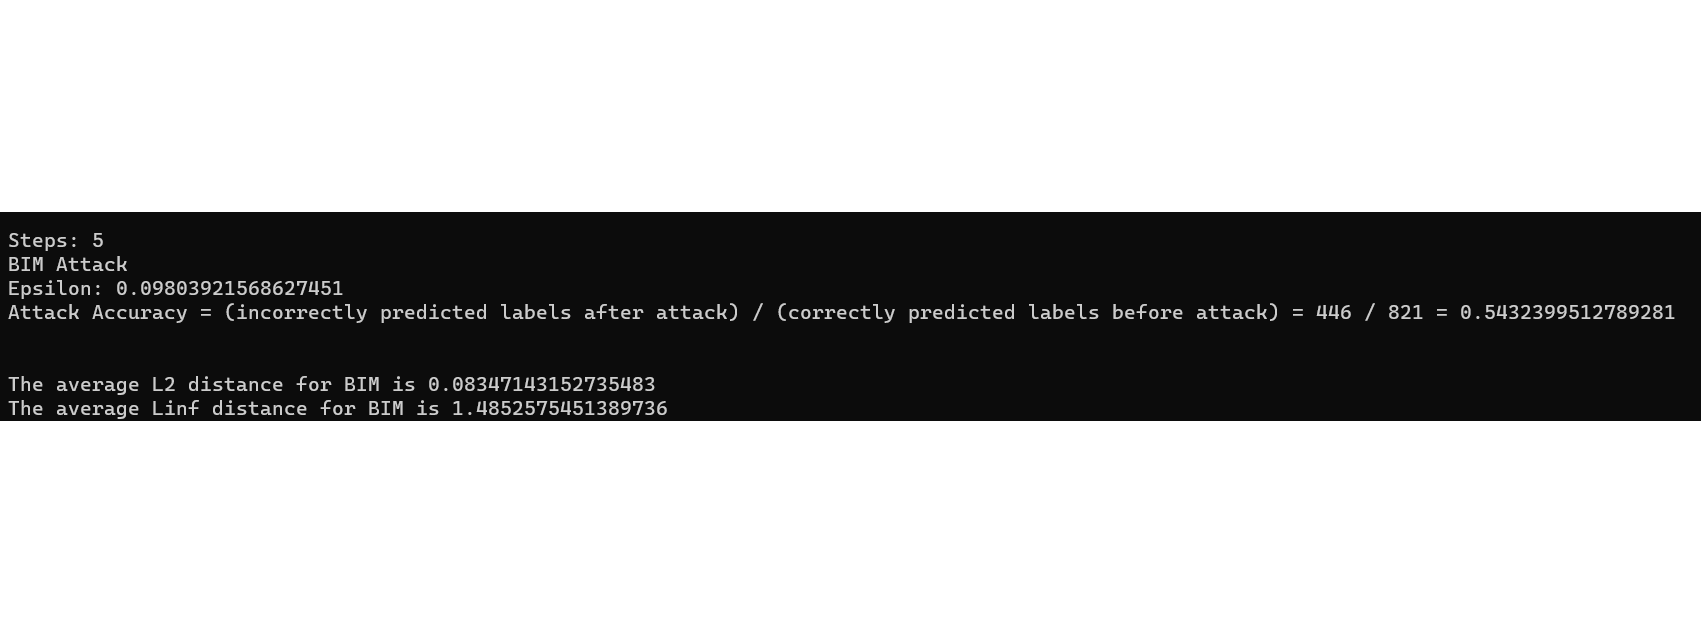 Steps: 5
BIM Attack
Epsilon: 0.09803921568627451
Attack Accuracy = (incorrectly predicted labels after attack) / (correctly predicted labels before attack) = 446 / 821 = 0.5432399512789281
The average L2 distance for BIM is 0.08347143152735483
The average Linf distance for BIM is 1.4852575451389736